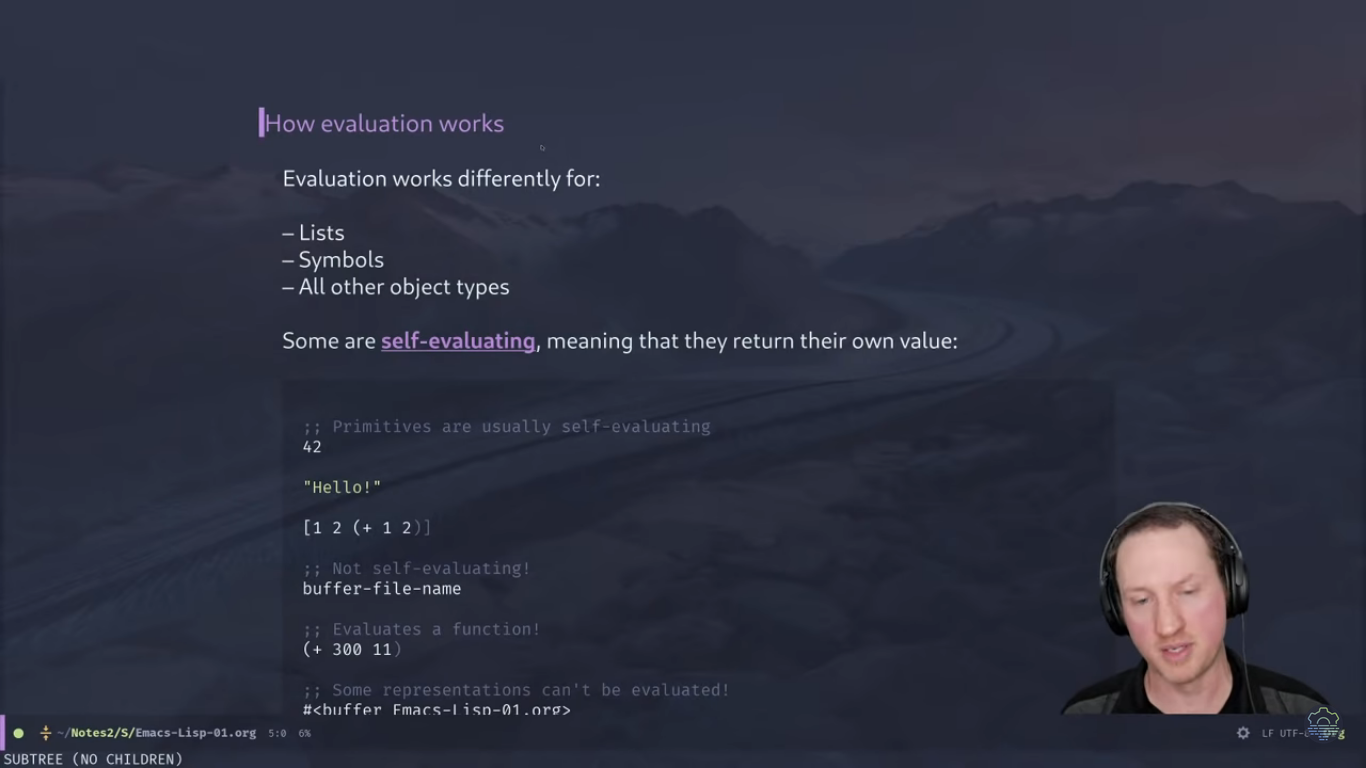 How evaluation works
Evaluation works differently for:
– Lists
– Symbols
– All other object types
Some are self-evaluating, meaning that they return their own value:
;; Primitives are usually self-evaluating
42
"Hello!"
[1 2 (+ 1 2)]
;; Not self-evaluating!
buffer-file-name
;; Evaluates a function!
(+ 300 11)
;; Some representations can't be evaluated!
#<buffer Emacs-Lisp-01.org>
~/Notes2/S/Emacs-Lisp-01.org 5:0 6% LF
SUBTREE (NO CHILDREN)